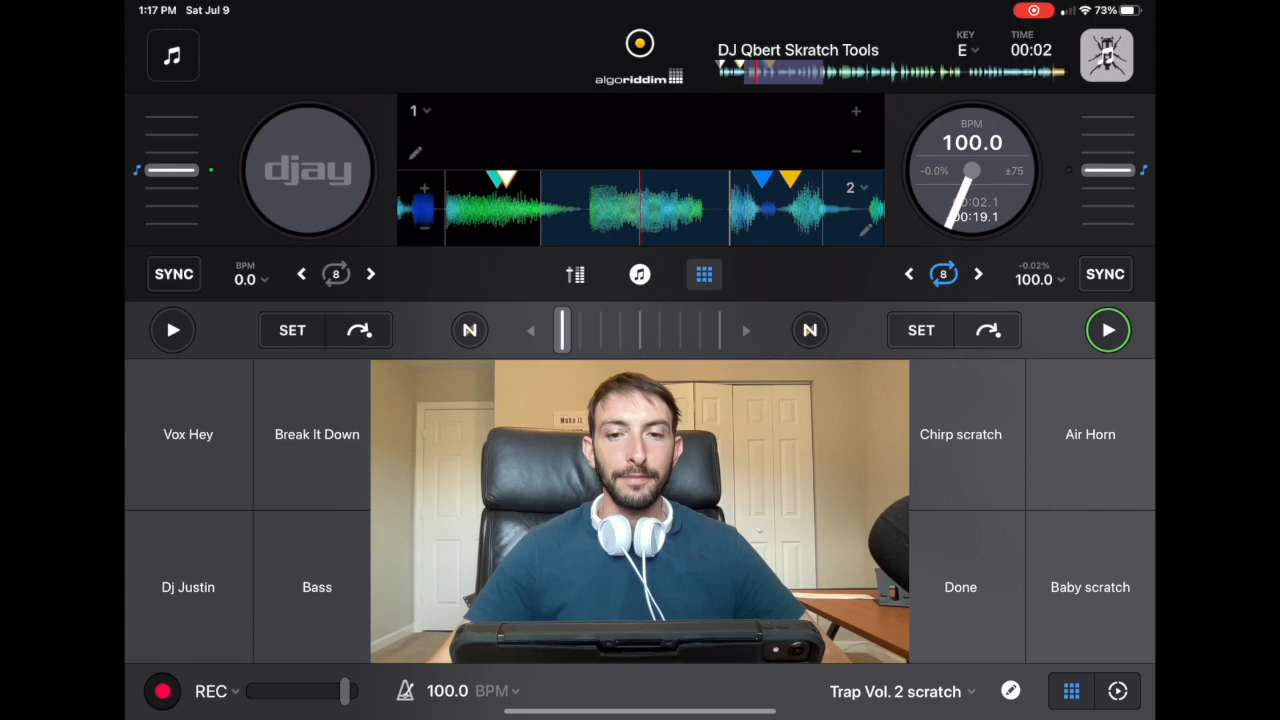 1:17 PM Sat Jul 9
73%
algoriddim
DJ Qbert Skratch Tools
KEY
E
TIME
00:02
djay
1
2
BPM
100.0
-0.0%
±75
00:19.1
SYNC
BPM
0.0
8
8
-0.02%
100.0
SYNC
SET
N
N
SET
Vox Hey
Break It Down
Make it
Chirp scratch
Air Horn
Dj Justin
Bass
Done
Baby scratch
REC
100.0 BPM
Trap Vol. 2 scratch